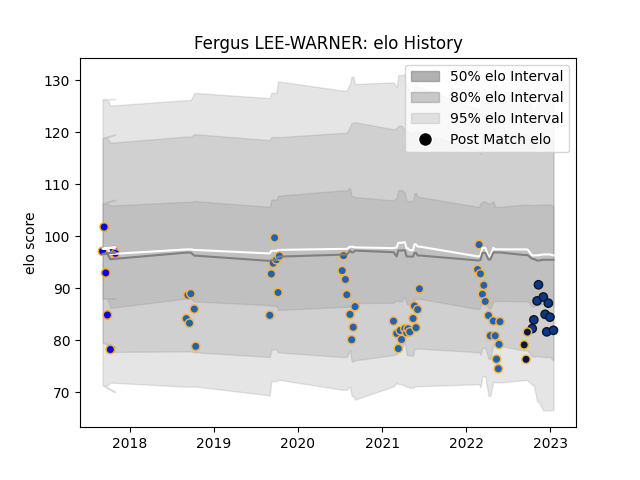 Fergus LEE-WARNER: elo History
50% elo Interval
80% elo Interval
95% elo Interval
Post Match elo
elo score
130
120
110
100
90
80
70
2018 2019 2020 2021 2022 2023